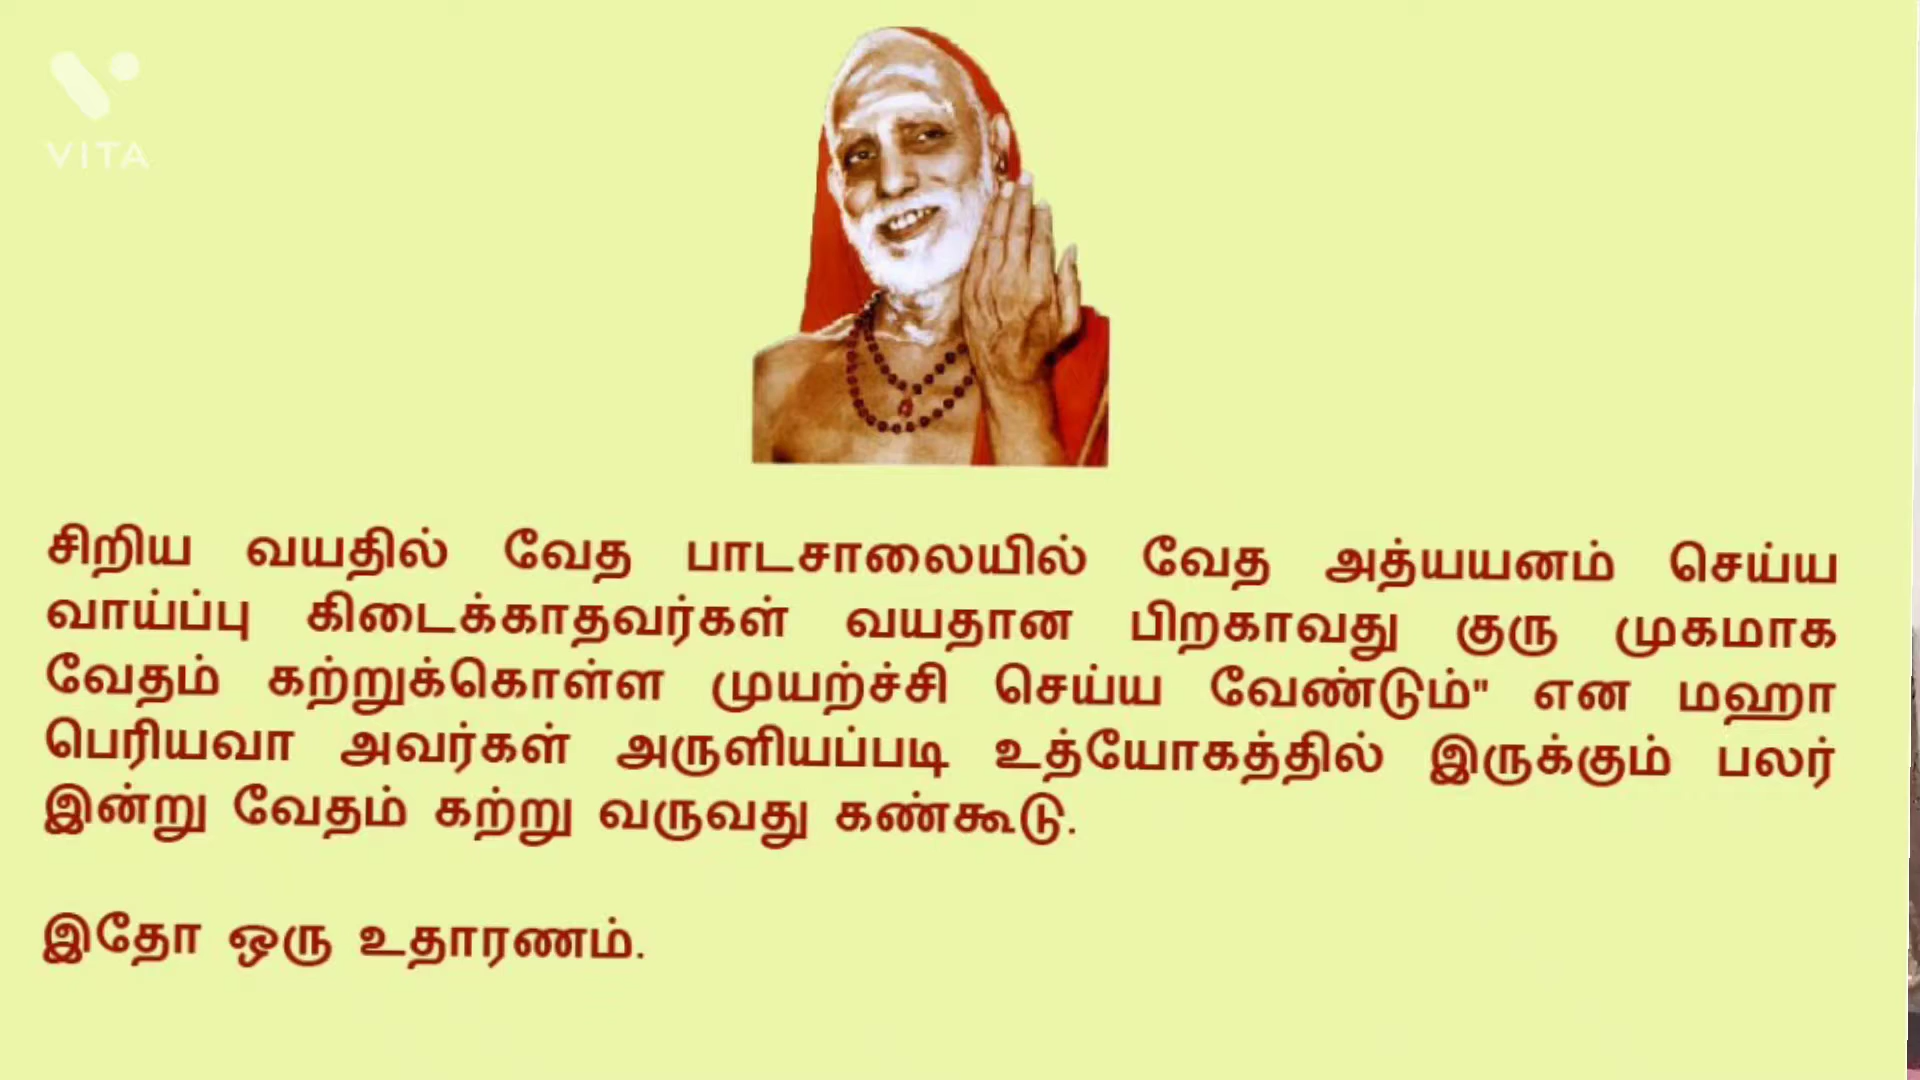 VITA
சிறிய வயதில் வேத பாடசாலையில் வேத அத்யயனம் செய்ய
வாய்ப்பு கிடைக்காதவர்கள் வயதான பிறகாவது குரு முகமாக
வேதம் கற்றுக்கொள்ள முயற்ச்சி செய்ய வேண்டும்" என மஹா
பெரியவா அவர்கள் அருளியப்படி உத்யோகத்தில் இருக்கும் பலர்
இன்று வேதம் கற்று வருவது கண்கூடு.
இதோ ஒரு உதாரணம்.